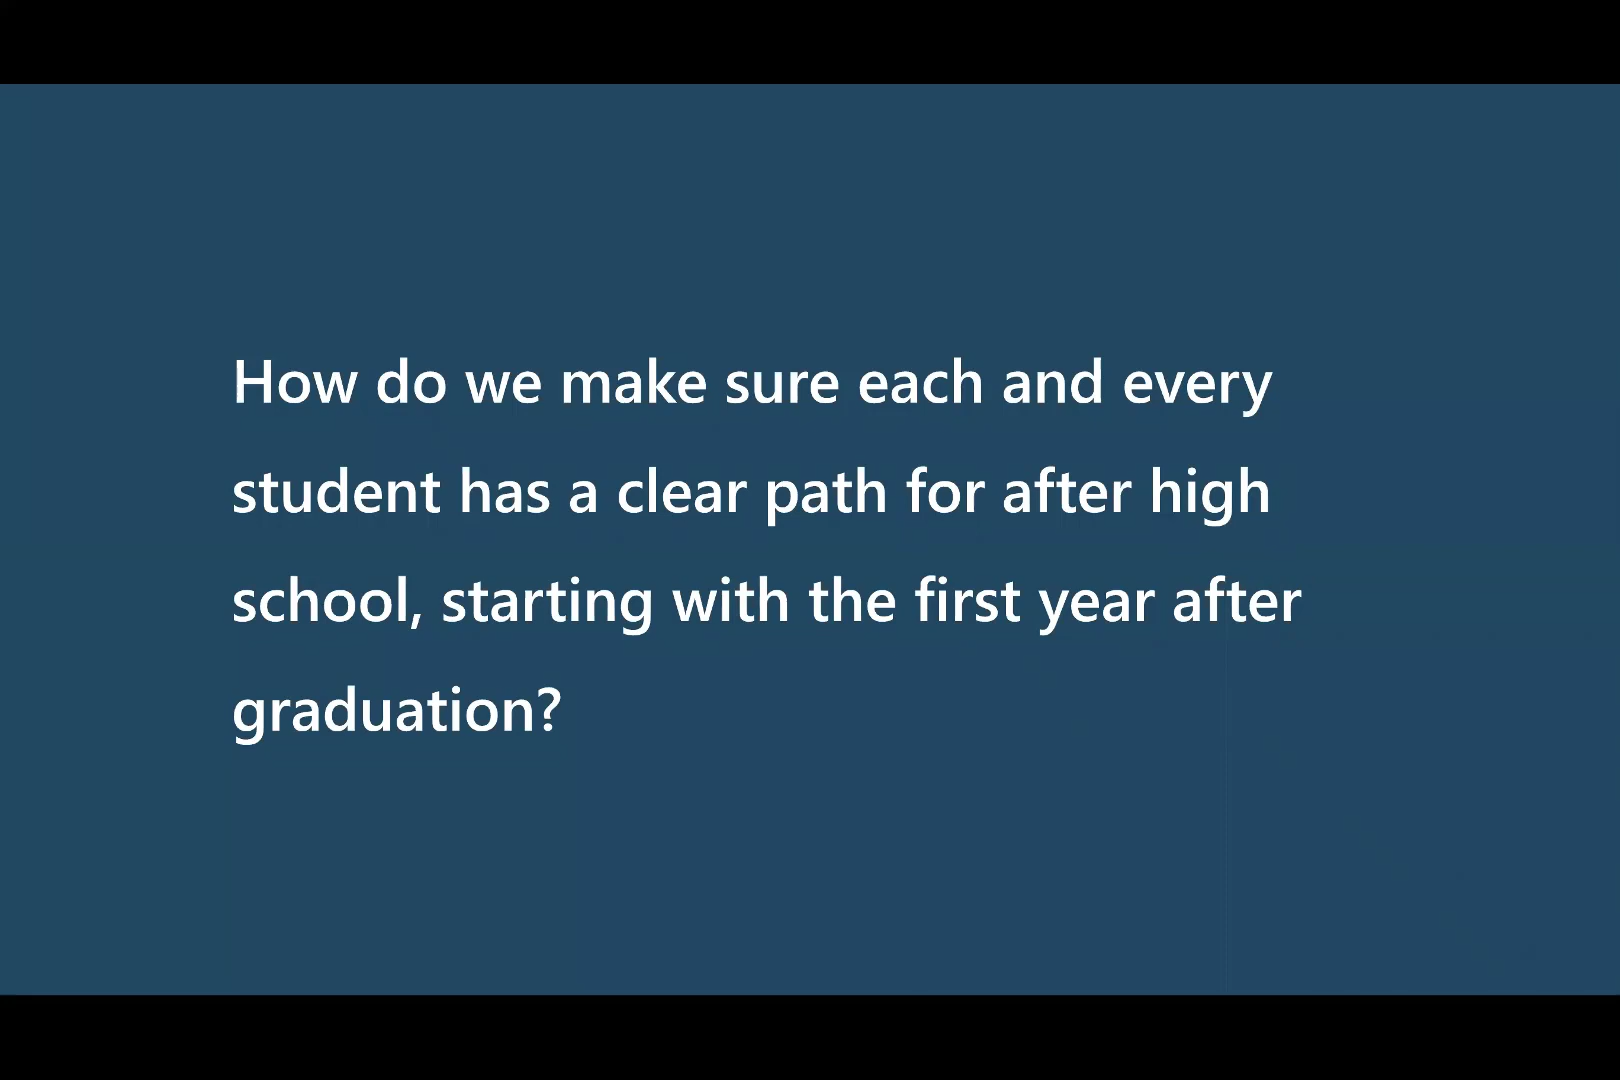 How do we make sure each and every
student has a clear path for after high
school, starting with the first year after
graduation?